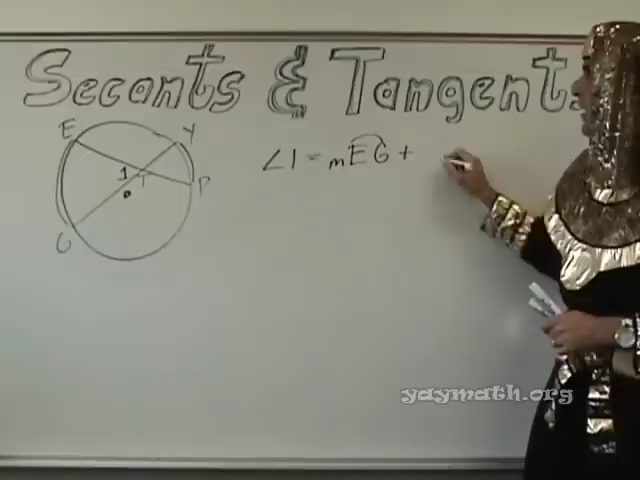 Secants & Tangents
E
Y
1
T
P
G
∠1 = mEG +
yaymath.org